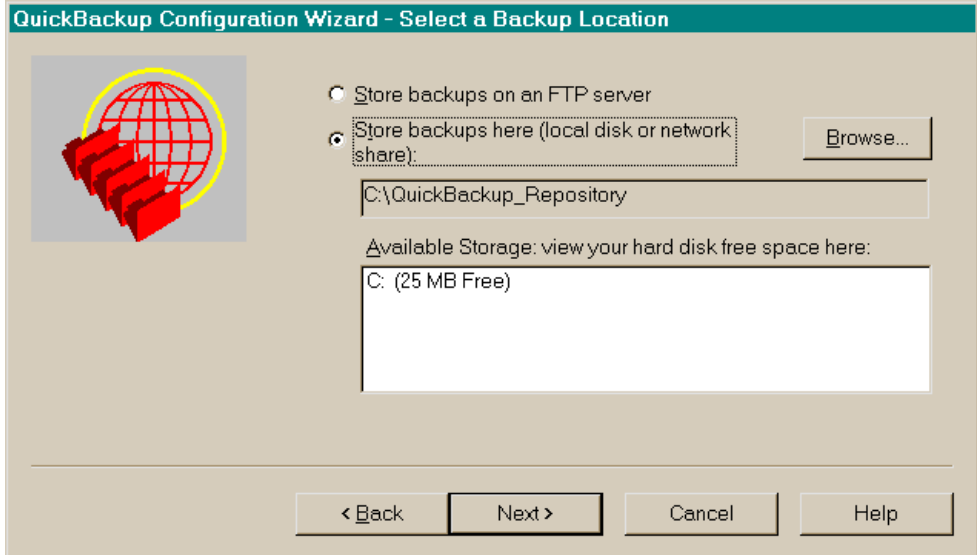 QuickBackup Configuration Wizard - Select a Backup Location
Store backups on an FTP server
Store backups here (local disk or network
share):
Browse...
C:\QuickBackup_Repository
Available Storage: view your hard disk free space here:
C: (25 MB Free)
< Back
Next >
Cancel
Help